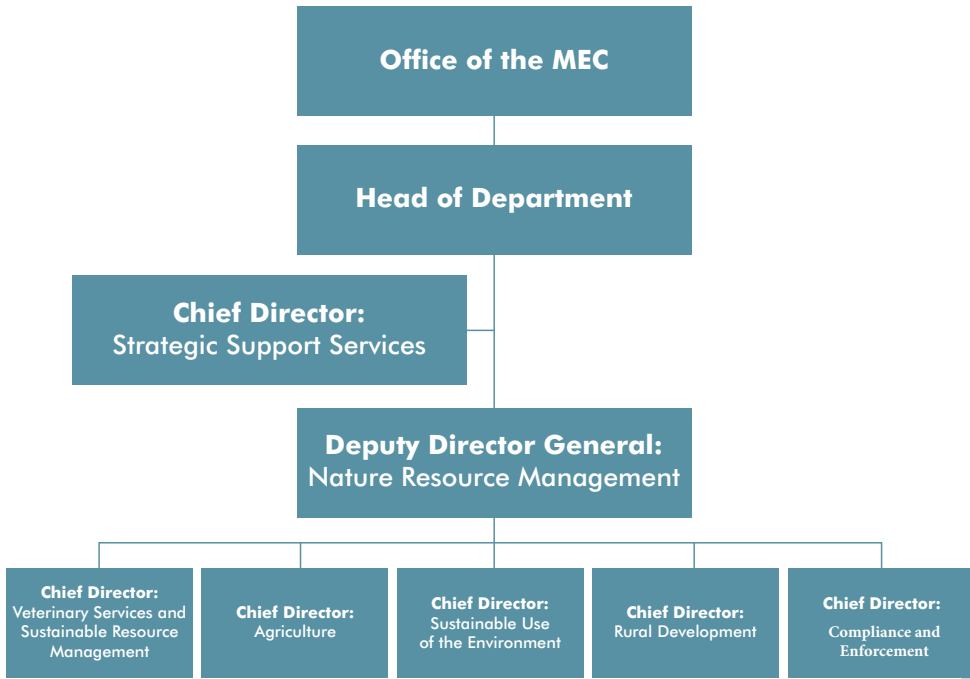 Office of the MEC
Head of Department
Chief Director:
Strategic Support Services
Deputy Director General:
Nature Resource Management
Chief Director:
Veterinary Services and
Sustainable Resource
Management
Chief Director:
Agriculture
Chief Director:
Sustainable Use
of the Environment
Chief Director:
Rural Development
Chief Director:
Compliance and
Enforcement